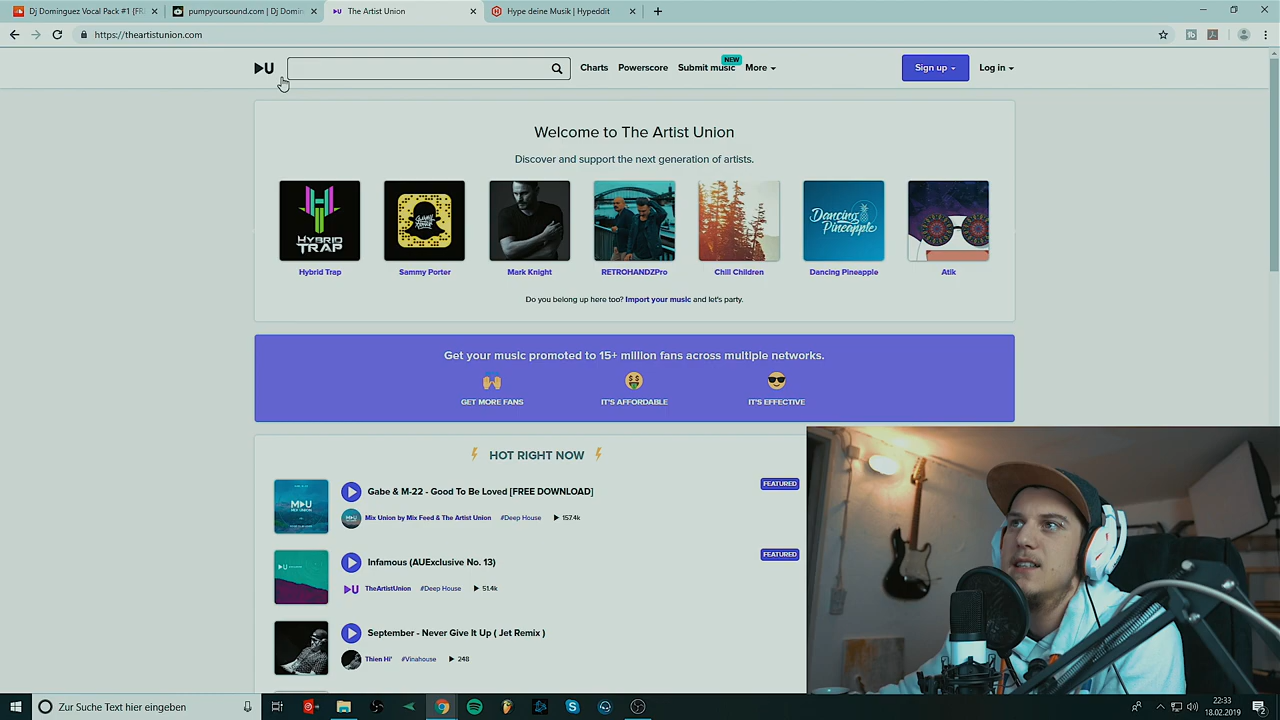 Dj Dominguez Vocal Pack #1 [FR
pumpyoursound.com | Dj Domin
The Artist Union
Hype deine Musik | Hypeddit
https://theartistunion.com
Charts
Powerscore
Submit music
NEW
More
Sign up
Log in
Welcome to The Artist Union
Discover and support the next generation of artists.
HYBRID
TRAP
Dancing
Pineapple
Hybrid Trap
Sammy Porter
Mark Knight
RETROHANDZPro
Chill Children
Dancing Pineapple
Atik
Do you belong up here too? Import your music and let's party.
Get your music promoted to 15+ million fans across multiple networks.
GET MORE FANS
IT'S AFFORDABLE
IT'S EFFECTIVE
HOT RIGHT NOW
Gabe & M-22 - Good To Be Loved [FREE DOWNLOAD]
FEATURED
Mix Union by Mix Feed & The Artist Union #Deep House 157.4k
Infamous (AUExclusive No. 13)
FEATURED
TheArtistUnion #Deep House 51.4k
September - Never Give It Up ( Jet Remix )
Thien Hi' #Vinahouse 248
Zur Suche Text hier eingeben
22:33
18.02.2019